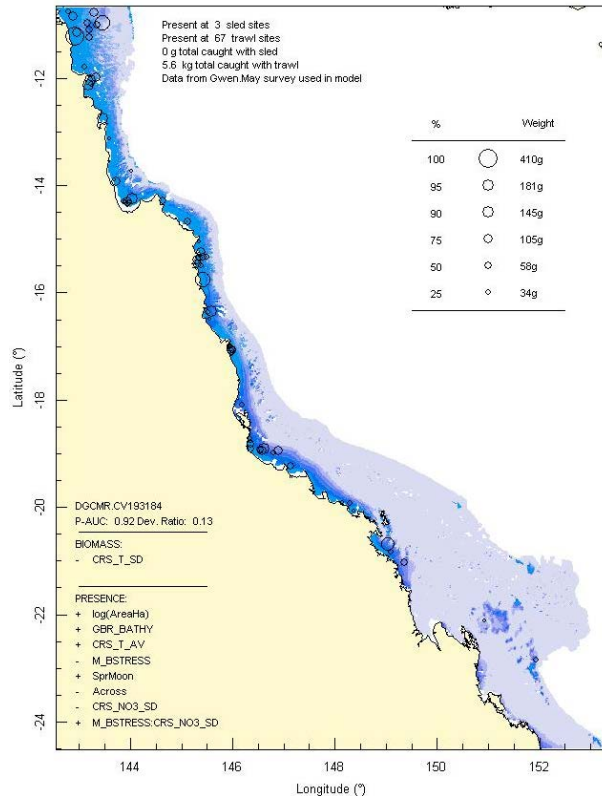 Present at 3 sled sites
Present at 67 trawl sites
0 g total caught with sled
5.6 kg total caught with trawl
Data from Gwen.May survey used in model
% Weight
100 410g
95 181g
90 145g
75 105g
50 58g
25 34g
-12
-14
-16
-18
-20
-22
-24
Latitude (°)
DGCMR.CV193184
P-AUC: 0.92 Dev. Ratio: 0.13
BIOMASS:
- CRS_T_SD
PRESENCE:
+ log(AreaHa)
+ GBR_BATHY
+ CRS_T_AV
- M_BSTRESS
+ SprMoon
- Across
- CRS_NO3_SD
+ M_BSTRESS:CRS_NO3_SD
144 146 148 150 152
Longitude (°)